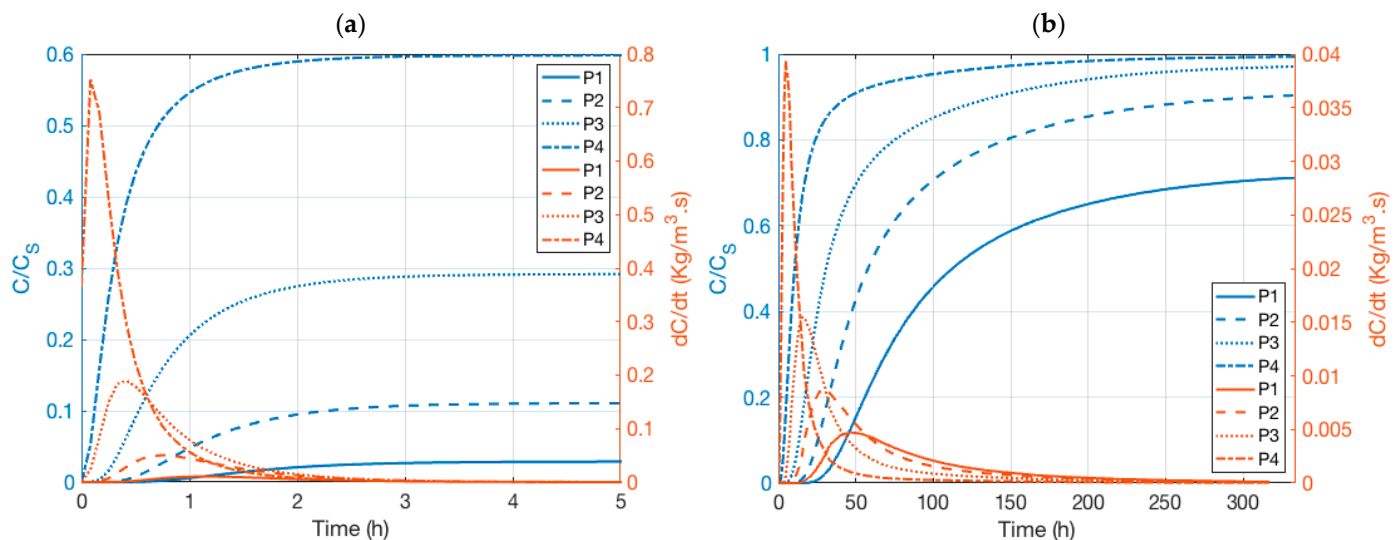 (a)
0.6
0.5
0.4
0.3
0.2
0.1
0
C/C_S
0 1 2 3 4 5
Time (h)
0.8
0.7
0.6
0.5
0.4
0.3
0.2
0.1
0
dC/dt (Kg/m³.s)
P1
P2
P3
P4
P1
P2
P3
P4
(b)
1
0.8
0.6
0.4
0.2
0
C/C_S
0 50 100 150 200 250 300
Time (h)
0.04
0.035
0.03
0.025
0.02
0.015
0.01
0.005
0
dC/dt (Kg/m³.s)
P1
P2
P3
P4
P1
P2
P3
P4